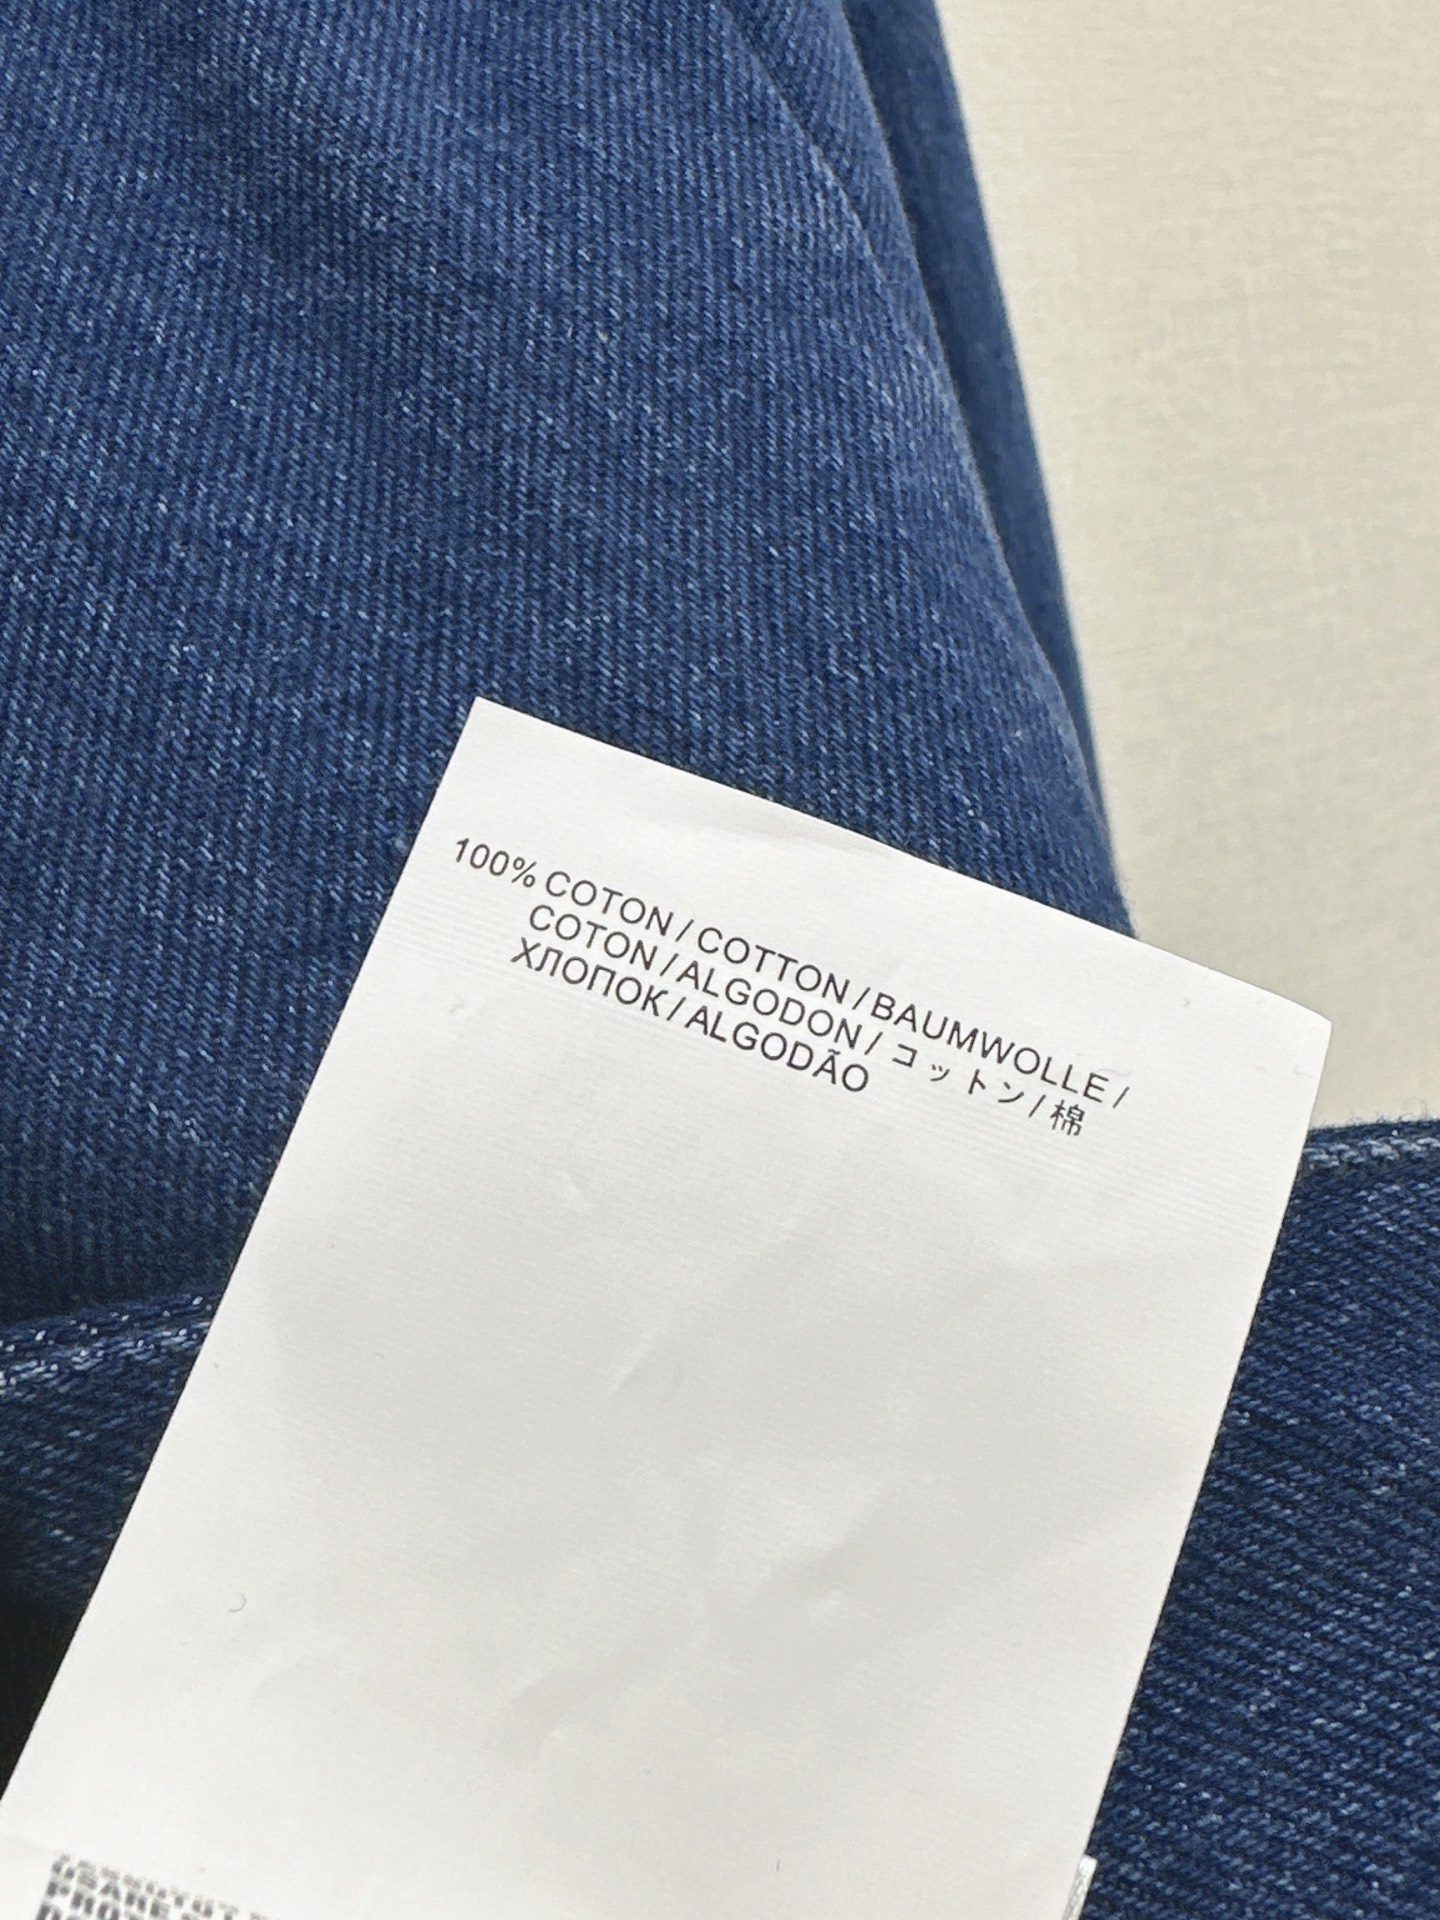 100% COTON / COTTON / BAUMWOLLE /
COTON / ALGODON / コットン / 棉
ХЛОПОК / ALGODÃO